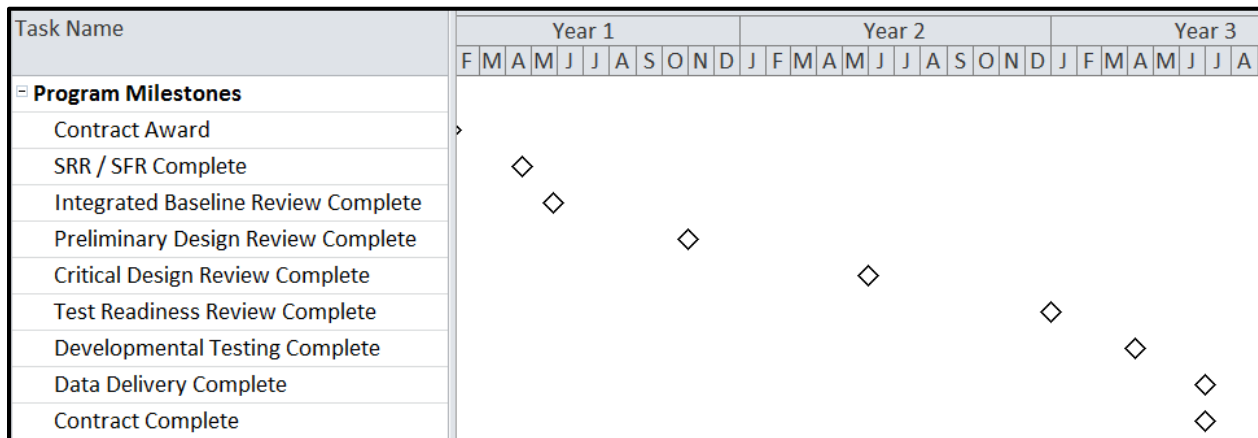 Task Name
Year 1 Year 2 Year 3
F M A M J J A S O N D J F M A M J J A S O N D J F M A M J J A
Program Milestones
Contract Award
SRR / SFR Complete
Integrated Baseline Review Complete
Preliminary Design Review Complete
Critical Design Review Complete
Test Readiness Review Complete
Developmental Testing Complete
Data Delivery Complete
Contract Complete